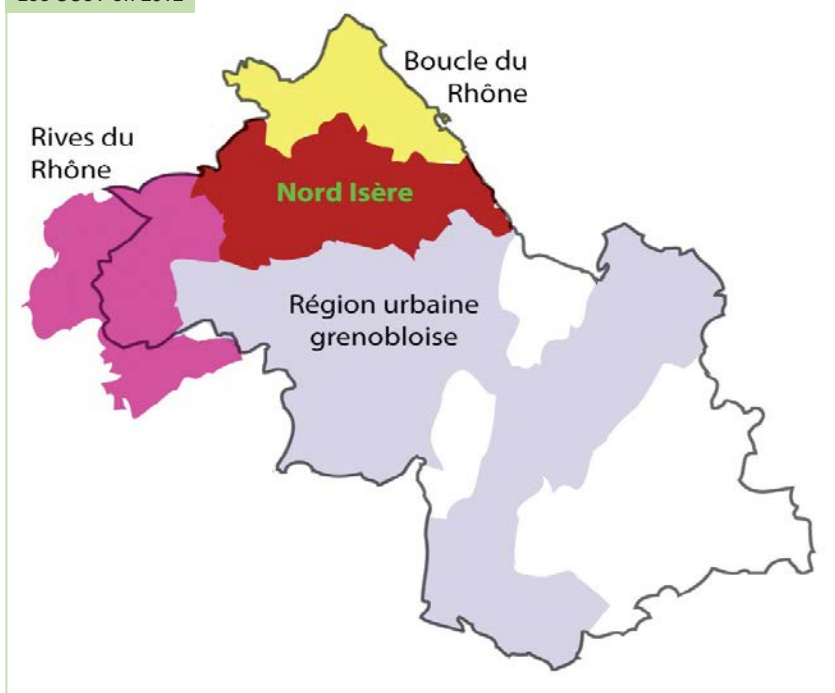 Boucle du
Rhône
Rives du
Rhône
Nord Isère
Région urbaine
grenobloise